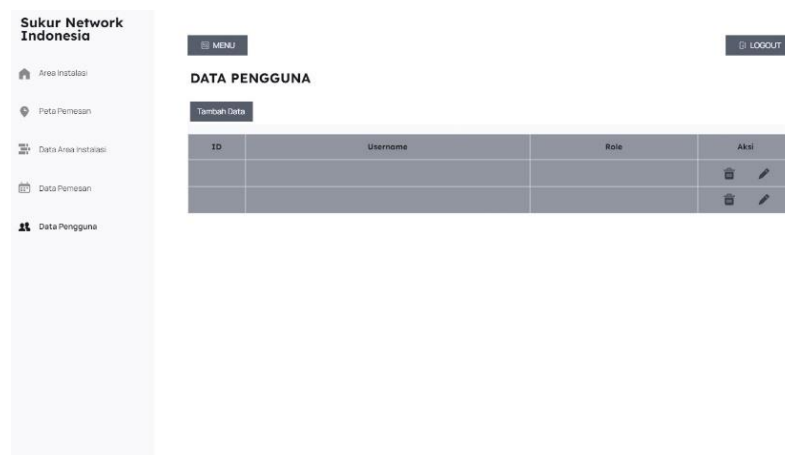 Sukur Network
Indonesia
Area Instalasi
Peta Pemesan
Data Area Instalasi
Data Pemesan
Data Pengguna
MENU
LOGOUT
DATA PENGGUNA
Tambah Data
ID Username Role Aksi